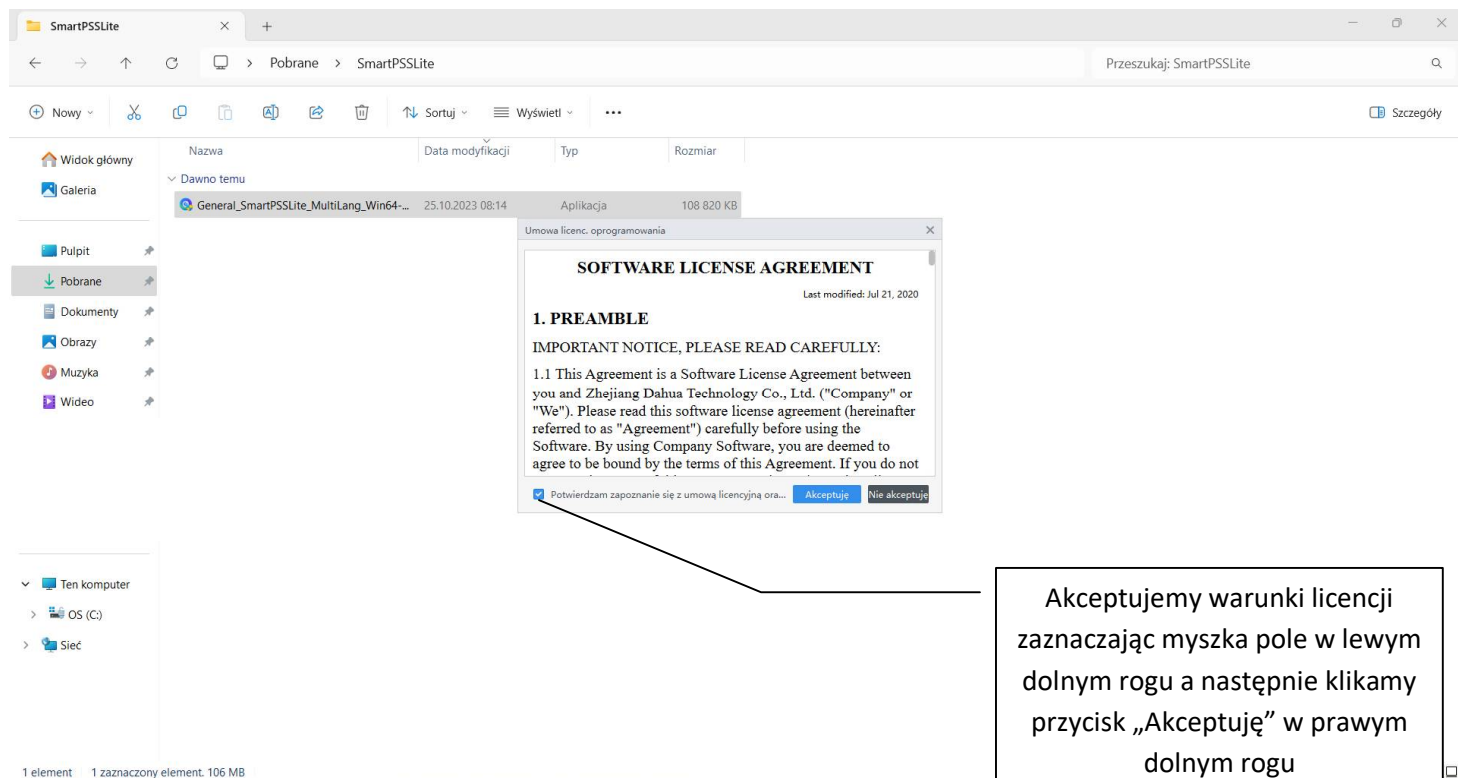 SmartPSSLite
Pobrane > SmartPSSLite
Przeszukaj: SmartPSSLite
Nowy
Sortuj
Wyświetl
Szczegóły
Widok główny
Galeria
Pulpit
Pobrane
Dokumenty
Obrazy
Muzyka
Wideo
Ten komputer
OS (C:)
Sieć
Nazwa Data modyfikacji Typ Rozmiar
Dawno temu
General_SmartPSSLite_MultiLang_Win64-... 25.10.2023 08:14 Aplikacja 108 820 KB
Umowa licenc. oprogramowania
SOFTWARE LICENSE AGREEMENT
Last modified: Jul 21, 2020
1. PREAMBLE
IMPORTANT NOTICE, PLEASE READ CAREFULLY:
1.1 This Agreement is a Software License Agreement between
you and Zhejiang Dahua Technology Co., Ltd. ("Company" or
"We"). Please read this software license agreement (hereinafter
referred to as "Agreement") carefully before using the
Software. By using Company Software, you are deemed to
agree to be bound by the terms of this Agreement. If you do not
Potwierdzam zapoznanie się z umową licencyjną ora... Akceptuję Nie akceptuję
Akceptujemy warunki licencji
zaznaczając myszka pole w lewym
dolnym rogu a następnie klikamy
przycisk „Akceptuję” w prawym
dolnym rogu
1 element 1 zaznaczony element. 106 MB